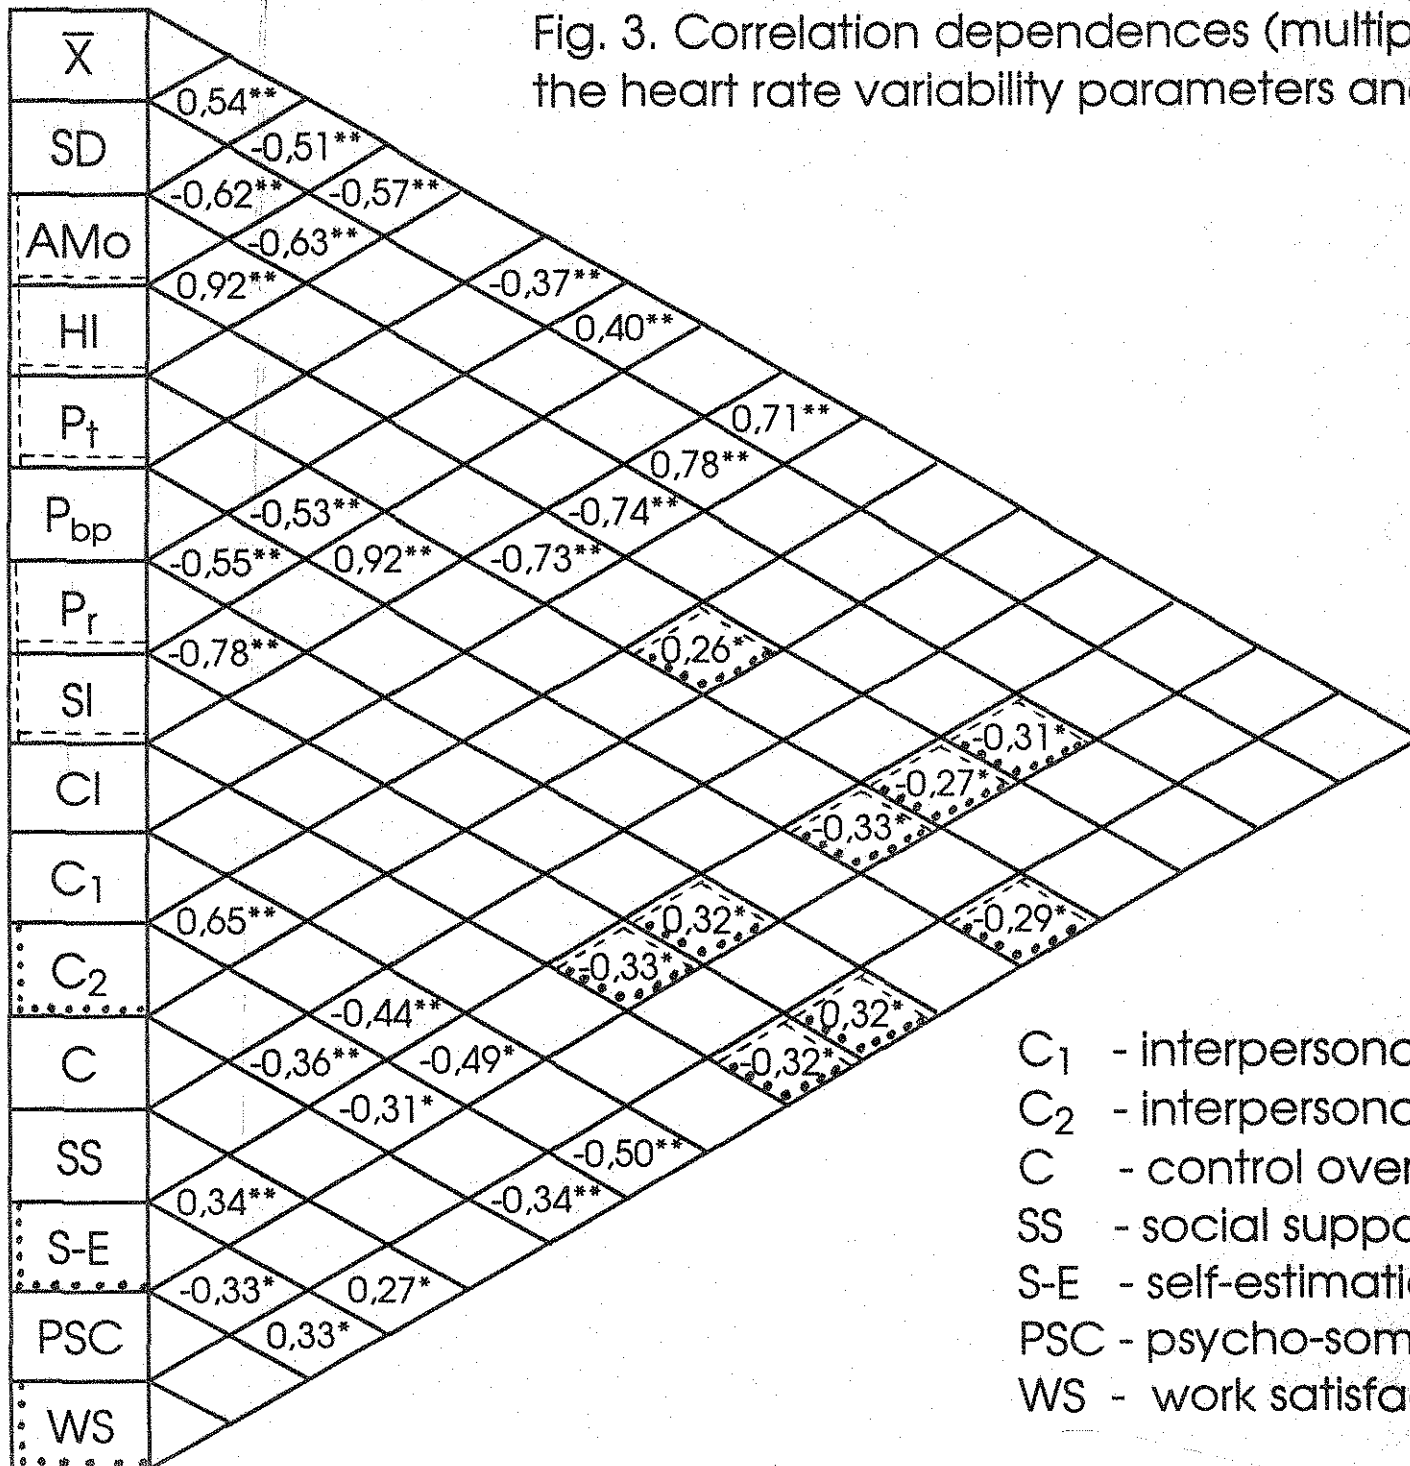 Fig. 3. Correlation dependences (multip
the heart rate variability parameters an
X̅
0,54**
SD
-0,51**
-0,62** -0,57**
AMo
-0,63**
0,92** -0,37**
HI
0,40**
Pt
0,71**
0,78**
Pbp
-0,53** -0,74**
-0,55** 0,92** -0,73**
Pr
-0,78** 0,26*
SI
-0,31*
CI
-0,27*
-0,33*
C1
0,65** 0,32* -0,29*
C2
-0,33*
-0,44** 0,32*
C
-0,36** -0,49* -0,32*
-0,31*
SS
-0,50**
0,34** -0,34**
S-E
-0,33* 0,27*
PSC
0,33*
WS
C1 - interpersona
C2 - interpersona
C - control over
SS - social suppo
S-E - self-estimati
PSC - psycho-som
WS - work satisfa